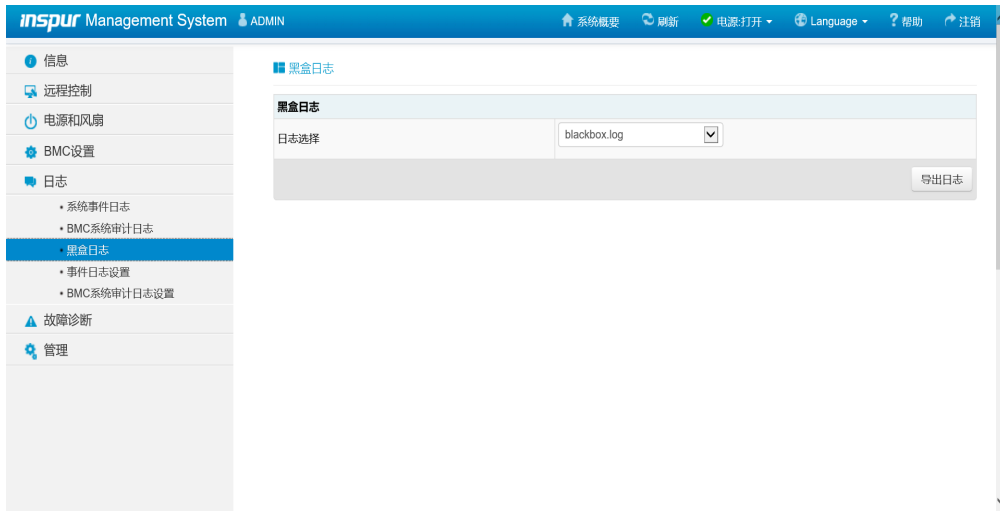 inspur Management System ADMIN 系统概要 刷新 电源:打开 Language ? 帮助 注销
信息
远程控制
电源和风扇
BMC设置
日志
• 系统事件日志
• BMC系统审计日志
• 黑盒日志
• 事件日志设置
• BMC系统审计日志设置
故障诊断
管理
黑盒日志
黑盒日志
日志选择 blackbox.log
导出日志